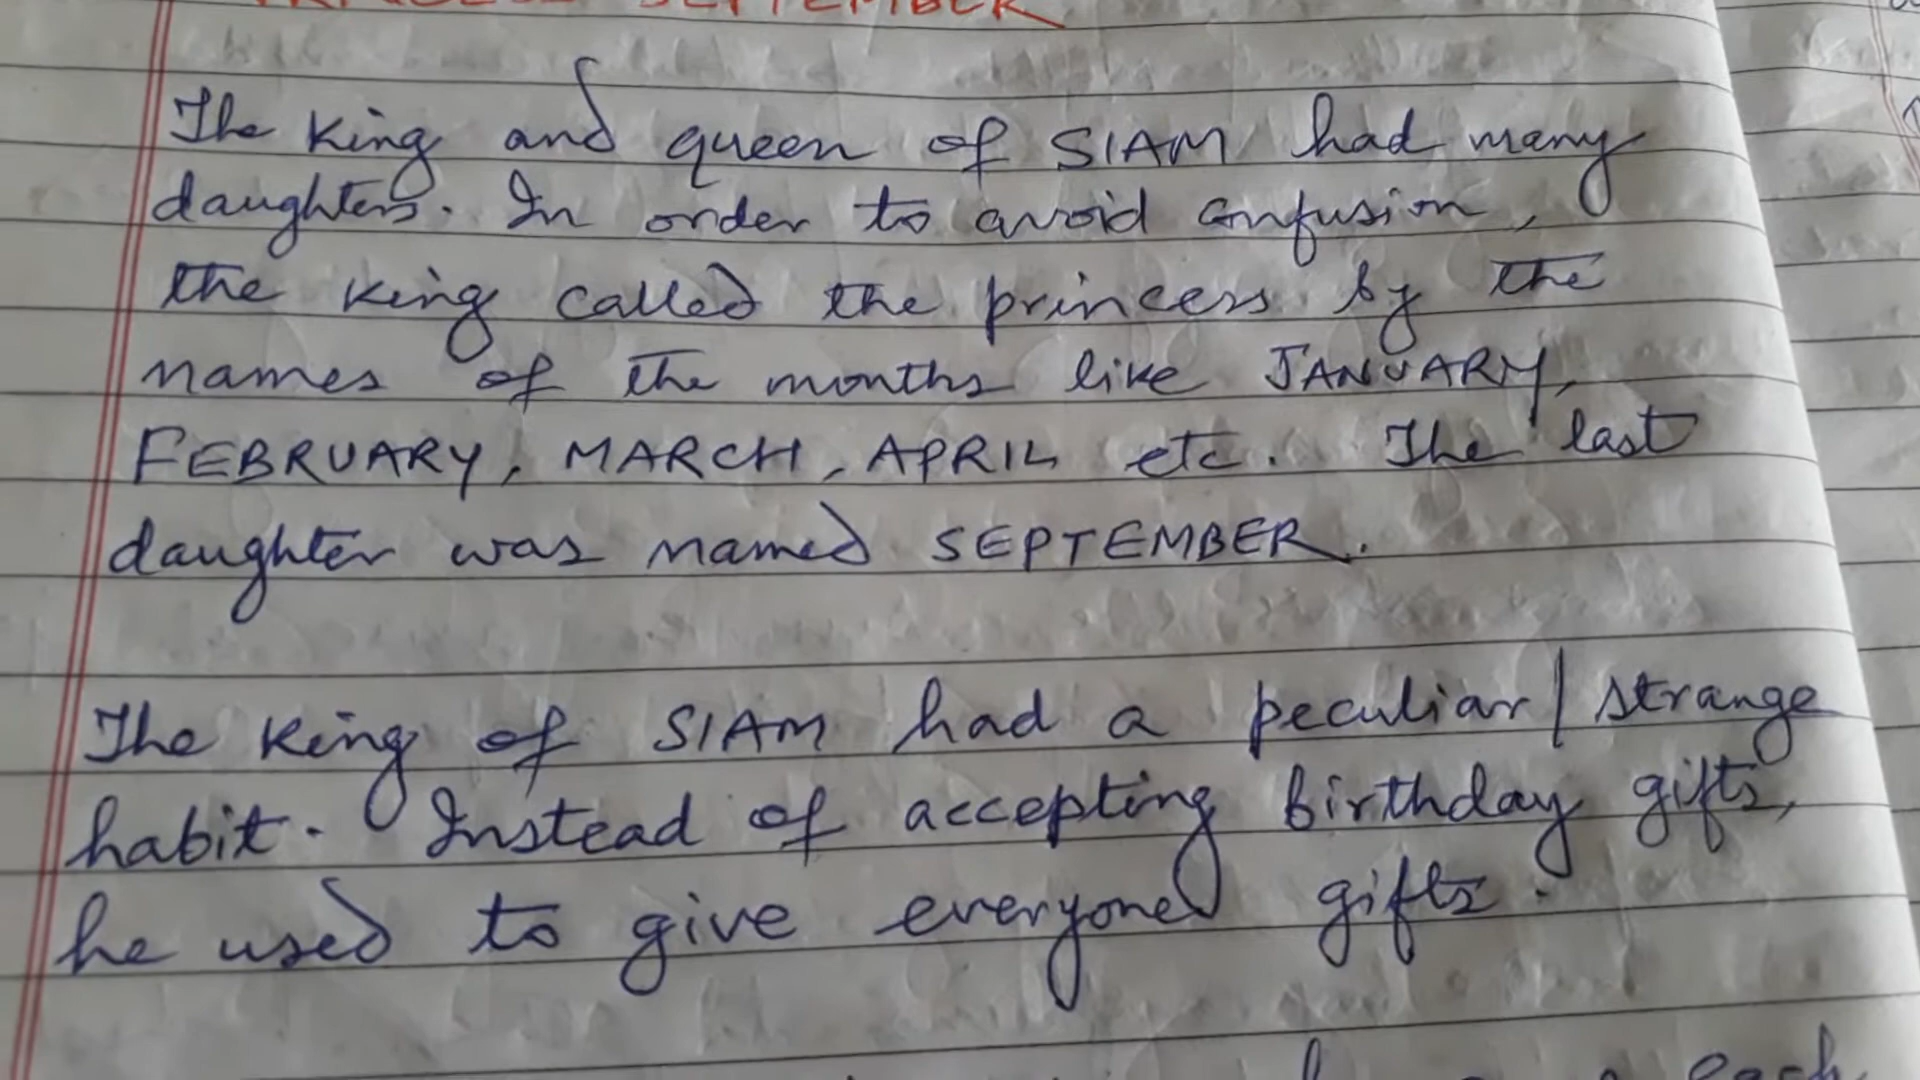 SEPTEMBER
The King and queen of SIAM had many
daughters. In order to avoid confusion,
the King called the princess by the
names of the months like JANUARY,
FEBRUARY, MARCH, APRIL etc. The last
daughter was named SEPTEMBER.
The King of SIAM had a peculiar / strange
habit. Instead of accepting birthday gifts,
he used to give everyone gifts.
each